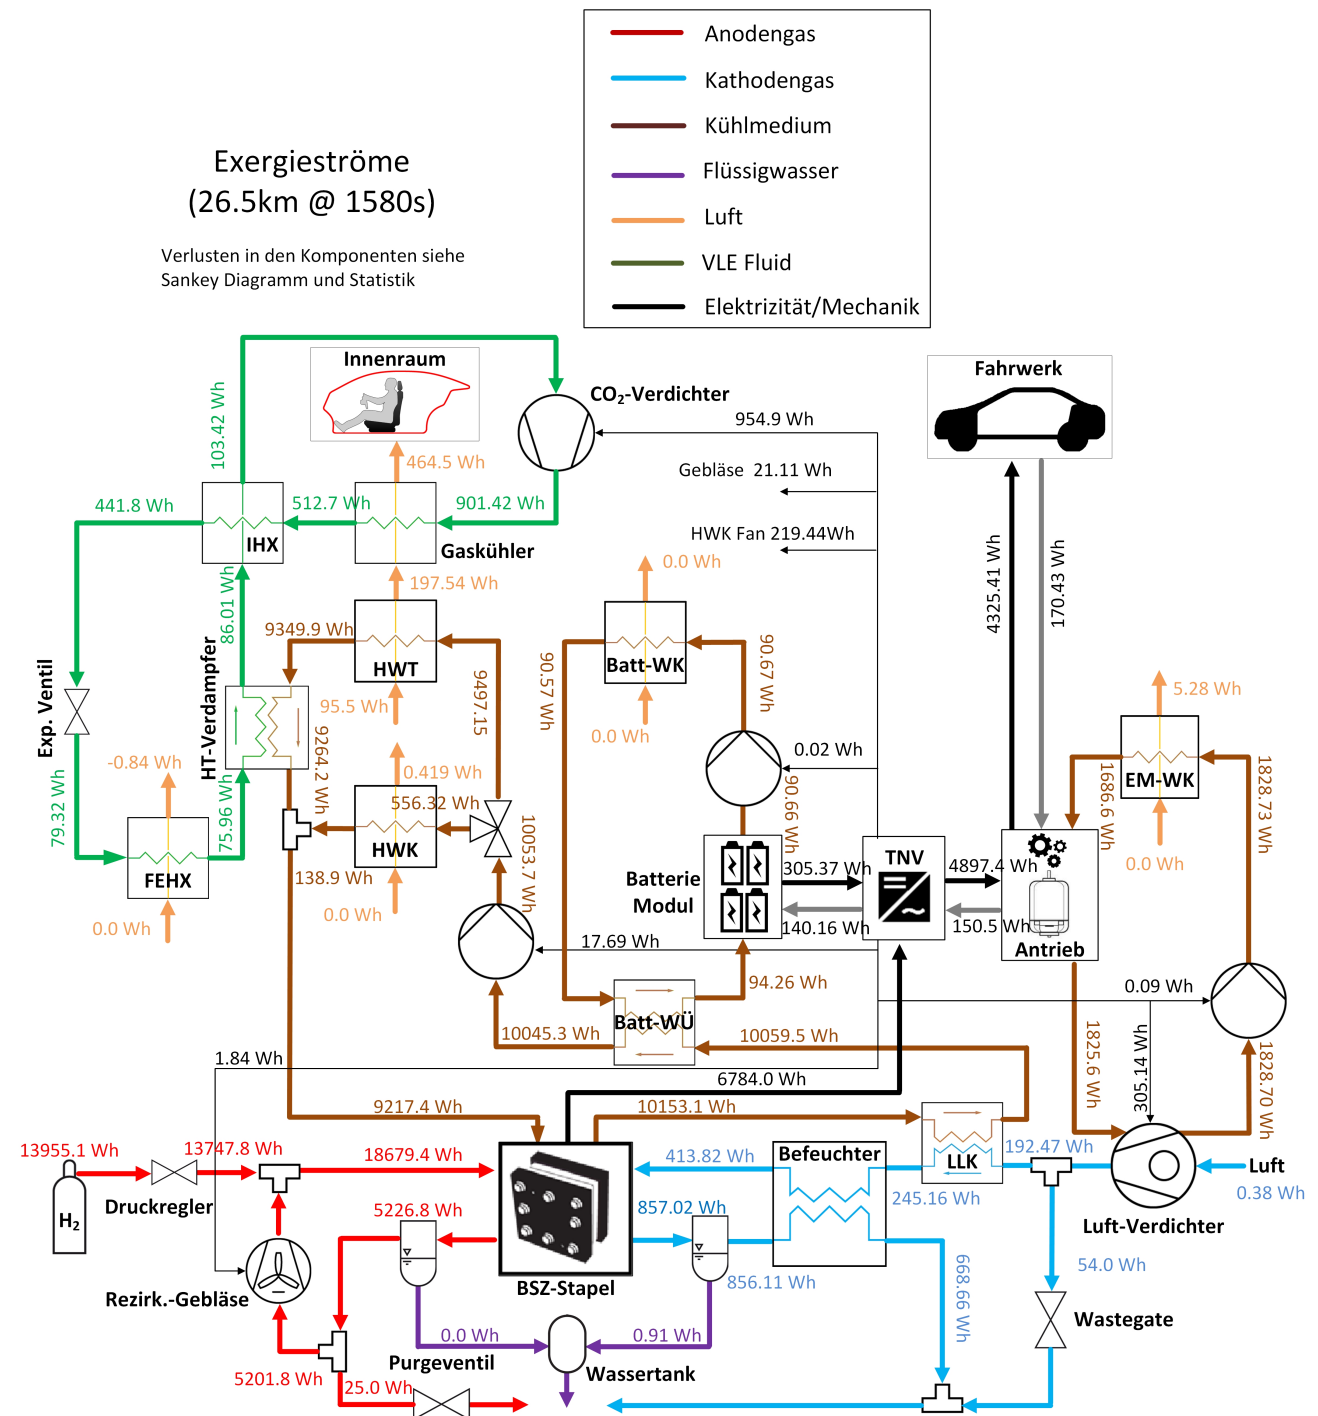 Anodengas
Kathodengas
Kühlmedium
Flüssigwasser
Luft
VLE Fluid
Elektrizität/Mechanik
Exergieströme
(26.5km @ 1580s)
Verlusten in den Komponenten siehe
Sankey Diagramm und Statistik
Innenraum
CO₂-Verdichter
Fahrwerk
103.42 Wh
954.9 Wh
464.5 Wh
Gebläse 21.11 Wh
441.8 Wh
512.7 Wh
901.42 Wh
HWK Fan 219.44Wh
IHX
Gaskühler
0.0 Wh
197.54 Wh
4325.41 Wh
170.43 Wh
86.01 Wh
9349.9 Wh
HT-Verdampfer
HWT
Batt-WK
90.57 Wh
90.67 Wh
Exp. Ventil
95.5 Wh
9497.15
0.0 Wh
5.28 Wh
-0.84 Wh
9264.2 Wh
0.419 Wh
0.02 Wh
EM-WK
1686.6 Wh
1828.73 Wh
79.32 Wh
75.96 Wh
556.32 Wh
90.66 Wh
10053.7 Wh
HWK
TNV
0.0 Wh
FEHX
138.9 Wh
Batterie
Modul
305.37 Wh
4897.4 Wh
0.0 Wh
0.0 Wh
140.16 Wh
150.5 Wh
Antrieb
17.69 Wh
94.26 Wh
0.09 Wh
Batt-WÜ
10045.3 Wh
10059.5 Wh
1825.6 Wh
305.14 Wh
1828.70 Wh
1.84 Wh
6784.0 Wh
9217.4 Wh
10153.1 Wh
13955.1 Wh
13747.8 Wh
18679.4 Wh
413.82 Wh
Befeuchter
LLK
192.47 Wh
Luft
0.38 Wh
Druckregler
H₂
5226.8 Wh
857.02 Wh
245.16 Wh
Luft-Verdichter
Rezirk.-Gebläse
BSZ-Stapel
856.11 Wh
668.66 Wh
54.0 Wh
Wastegate
0.0 Wh
0.91 Wh
Purgeventil
Wassertank
5201.8 Wh
25.0 Wh